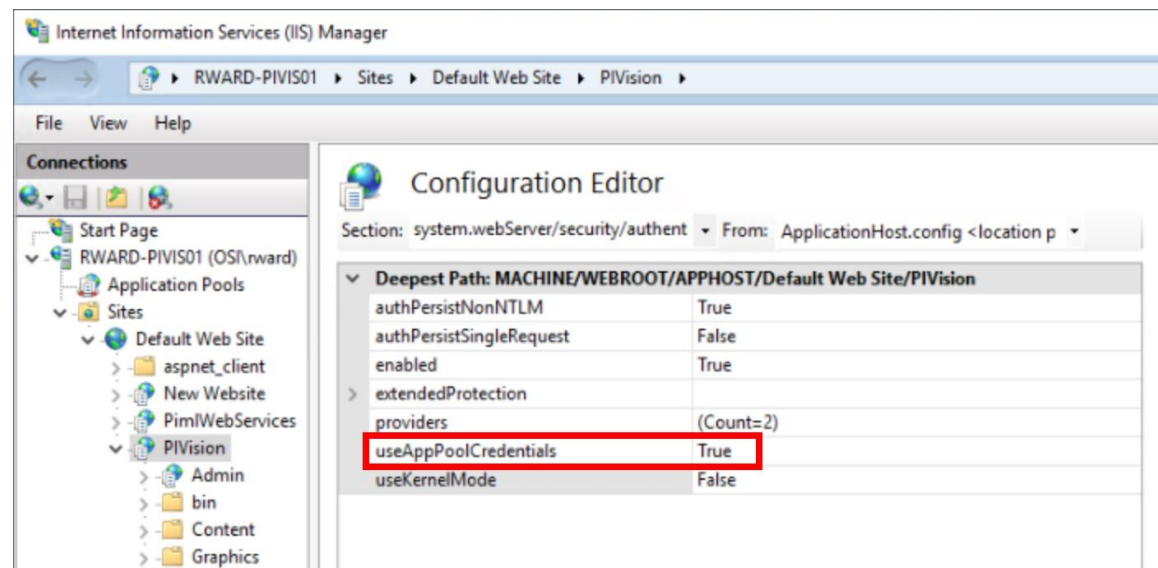 Internet Information Services (IIS) Manager
RWARD-PIVIS01 Sites Default Web Site PIVision
File View Help
Connections
Start Page
RWARD-PIVIS01 (OSI\rward)
Application Pools
Sites
Default Web Site
aspnet_client
New Website
PimlWebServices
PIVision
Admin
bin
Content
Graphics
Configuration Editor
Section: system.webServer/security/authent From: ApplicationHost.config <location p
Deepest Path: MACHINE/WEBROOT/APPHOST/Default Web Site/PIVision
authPersistNonNTLM True
authPersistSingleRequest False
enabled True
extendedProtection
providers (Count=2)
useAppPoolCredentials True
useKernelMode False